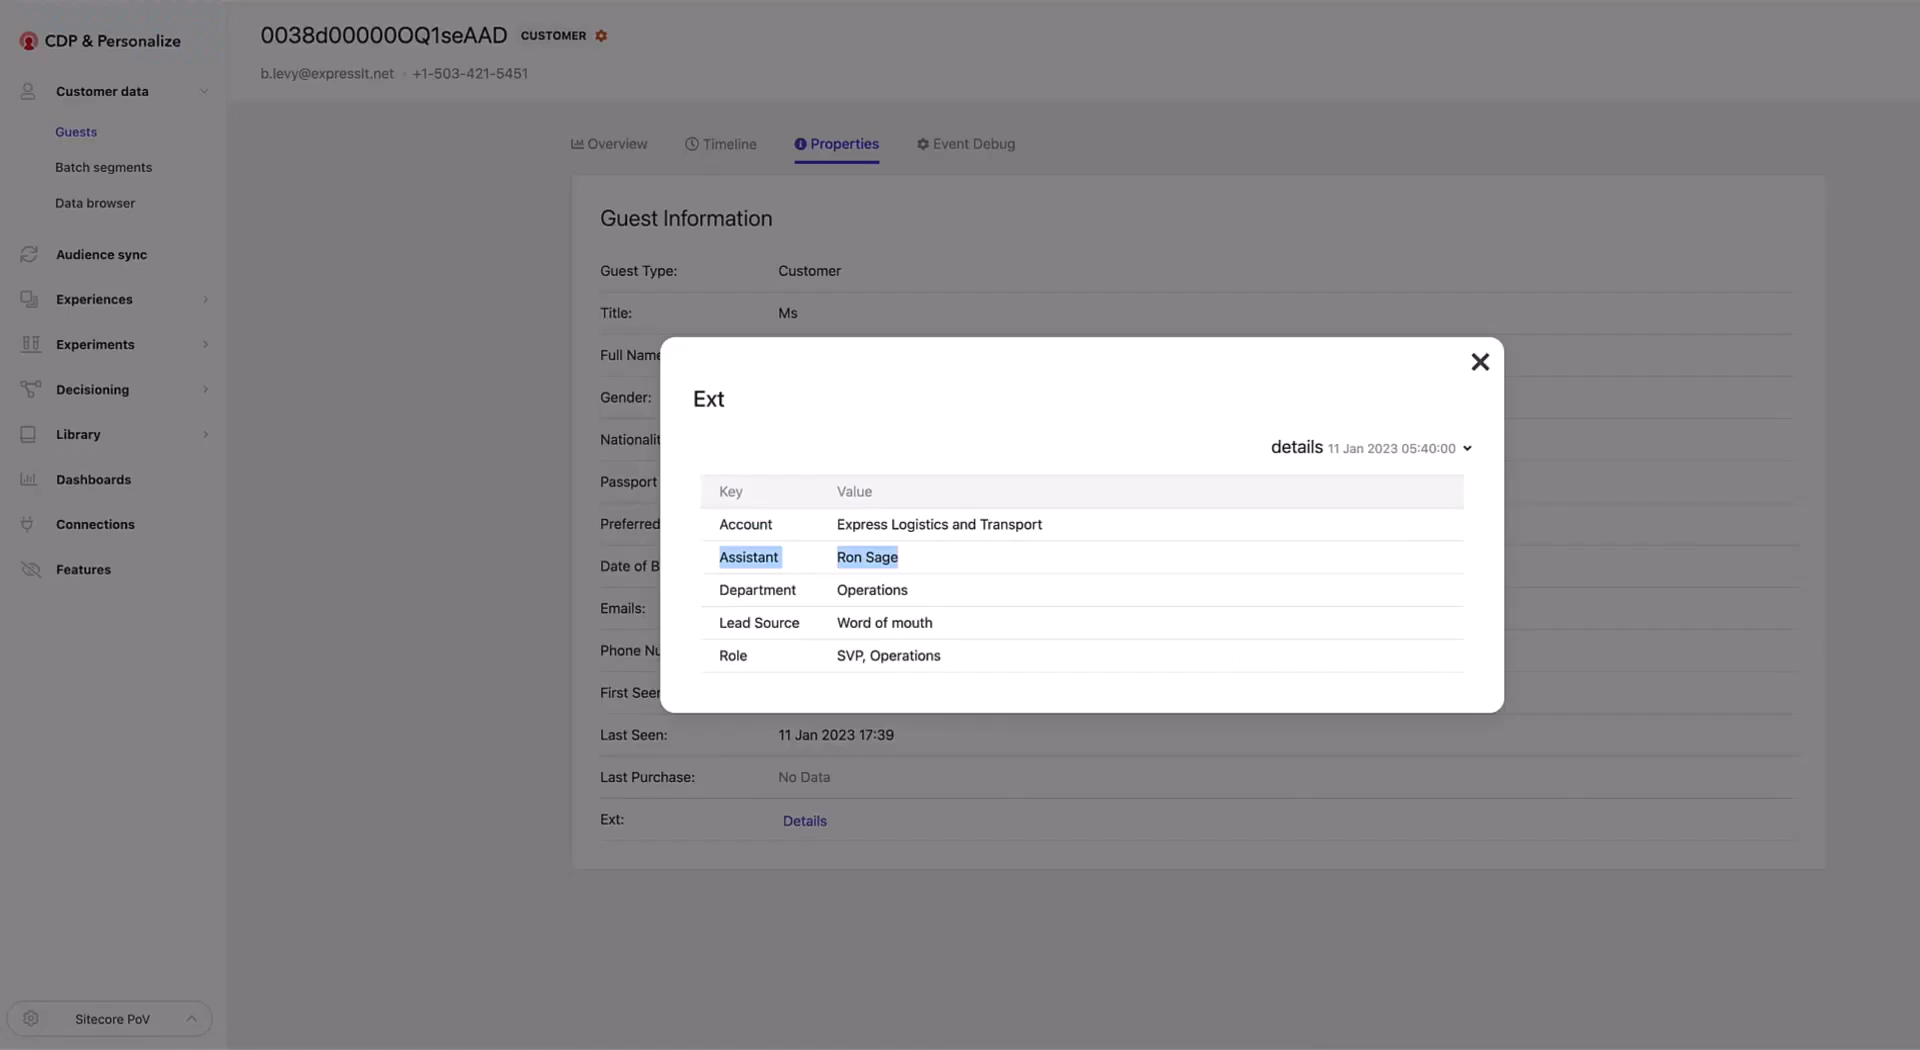 CDP & Personalize
Customer data
Guests
Batch segments
Data browser
Audience sync
Experiences
Experiments
Decisioning
Library
Dashboards
Connections
Features
Sitecore PoV
0038d00000OQ1seAAD CUSTOMER
b.levy@expresslt.net · +1-503-421-5451
Overview Timeline Properties Event Debug
Guest Information
Guest Type: Customer
Title: Ms
Full Name
Gender:
Nationalit
Passport
Preferred
Date of B
Emails:
Phone Nu
First Seen
Last Seen: 11 Jan 2023 17:39
Last Purchase: No Data
Ext: Details
Ext
details 11 Jan 2023 05:40:00
Key Value
Account Express Logistics and Transport
Assistant Ron Sage
Department Operations
Lead Source Word of mouth
Role SVP, Operations